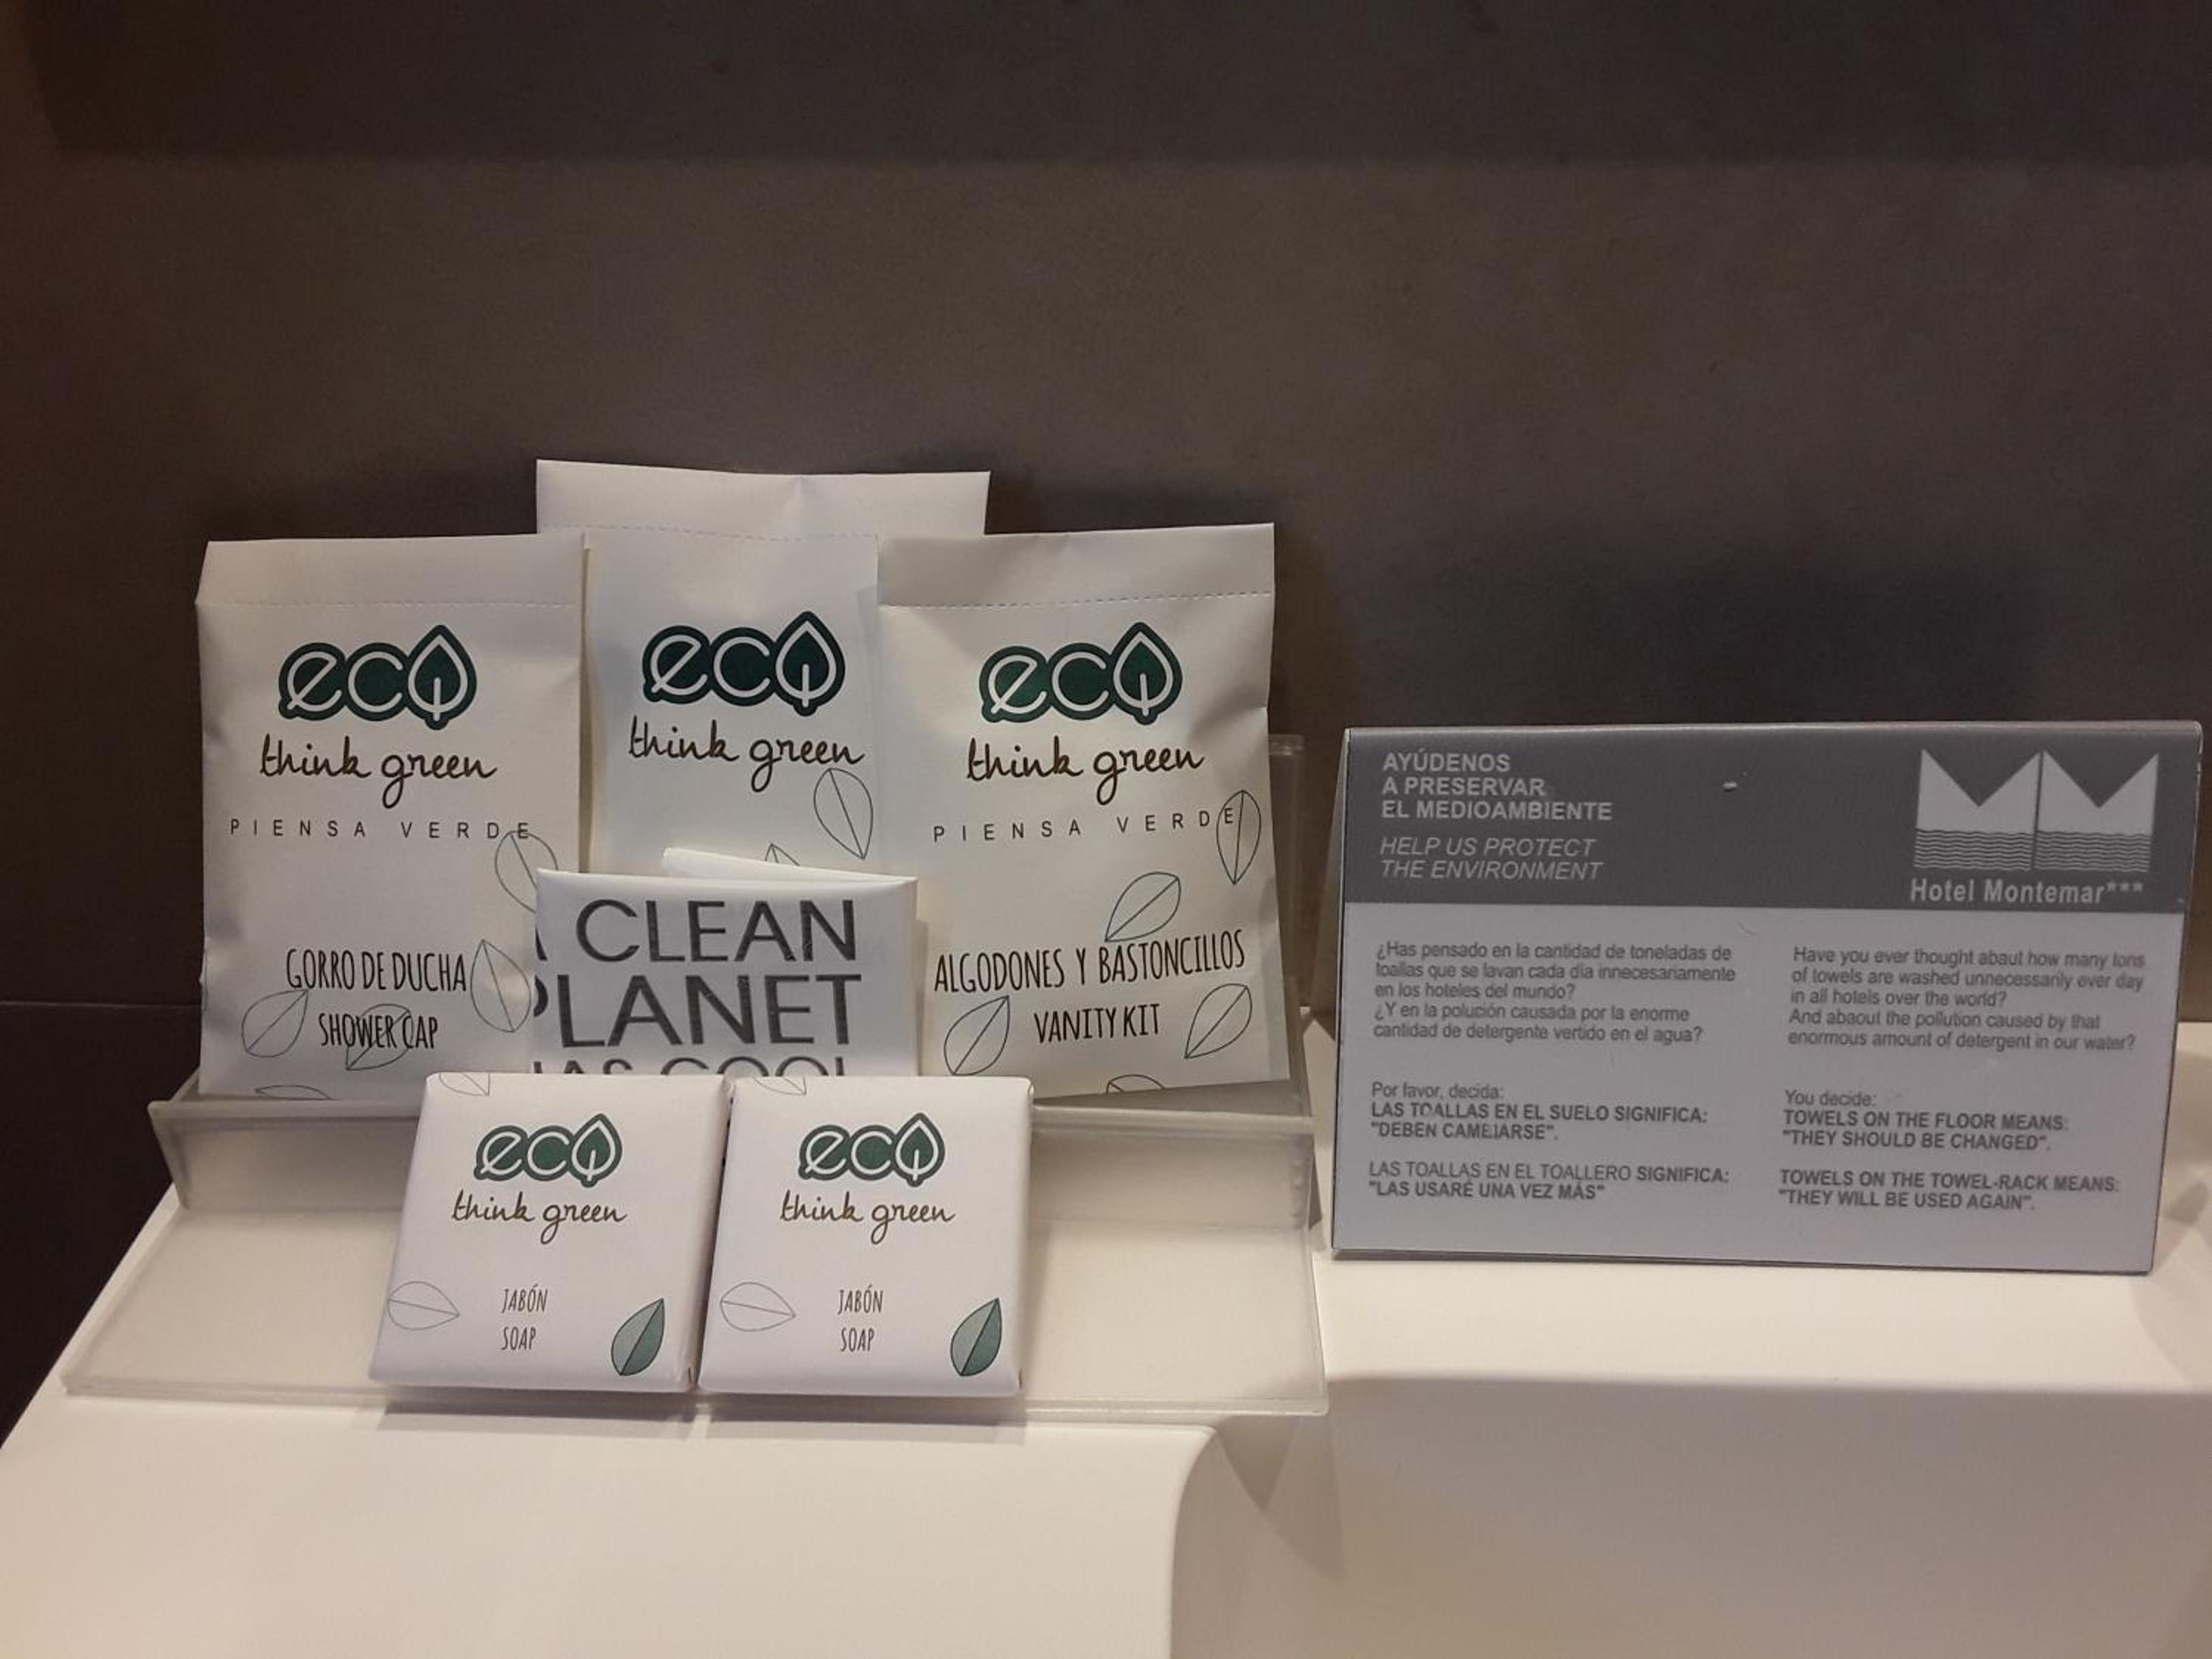 eco
think green
PIENSA VERDE
GORRO DE DUCHA
SHOWER CAP
eco
think green
eco
think green
PIENSA VERDE
ALGODONES Y BASTONCILLOS
VANITY KIT
CLEAN
PLANET
eco
think green
JABÓN
SOAP
eco
think green
JABÓN
SOAP
AYÚDENOS
A PRESERVAR
EL MEDIOAMBIENTE
HELP US PROTECT
THE ENVIRONMENT
Hotel Montemar***
¿Has pensado en la cantidad de toneladas de
toallas que se lavan cada día innecesariamente
en los hoteles del mundo?
¿Y en la polución causada por la enorme
cantidad de detergente vertido en el agua?
Por favor, decida:
LAS TOALLAS EN EL SUELO SIGNIFICA:
"DEBEN CAMBIARSE".
LAS TOALLAS EN EL TOALLERO SIGNIFICA:
"LAS USARÉ UNA VEZ MÁS"
Have you ever thought abaut how many tons
of towels are washed unnecessarily ever day
in all hotels over the world?
And abaout the pollution caused by that
enormous amount of detergent in our water?
You decide:
TOWELS ON THE FLOOR MEANS:
"THEY SHOULD BE CHANGED".
TOWELS ON THE TOWEL-RACK MEANS:
"THEY WILL BE USED AGAIN".